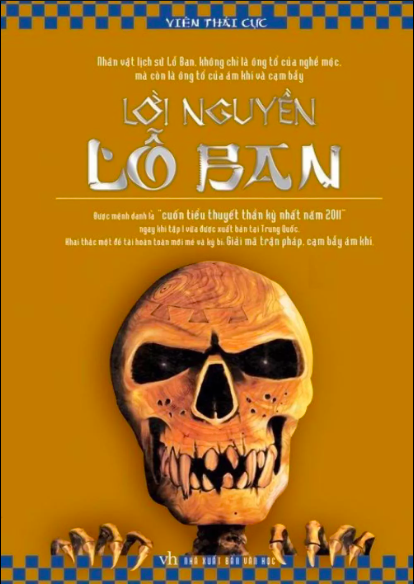 VIÊN THÁI CỰC
Nhân vật lịch sử Lỗ Ban, không chỉ là ông tổ của nghề mộc,
mà còn là ông tổ của ám khí và cạm bẫy
LỜI NGUYỀN
LỖ BAN
Được mệnh danh là "cuốn tiểu thuyết thần kỳ nhất năm 2011"
ngay khi tập 1 vừa được xuất bản tại Trung Quốc.
Khai thác một đề tài hoàn toàn mới mẻ và kỳ bí: Giải mã trận pháp, cạm bẫy ám khí.
vh NHÀ XUẤT BẢN VĂN HỌC